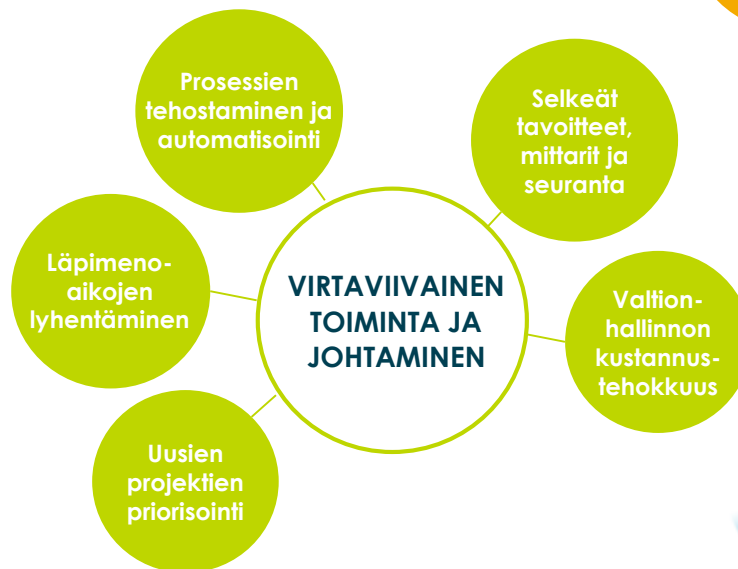 Prosessien
tehostaminen ja
automatisointi
Selkeät
tavoitteet,
mittarit ja
seuranta
Läpimeno-
aikojen
lyhentäminen
VIRTAVIIVAINEN
TOIMINTA JA
JOHTAMINEN
Valtion-
hallinnon
kustannus-
tehokkuus
Uusien
projektien
priorisointi